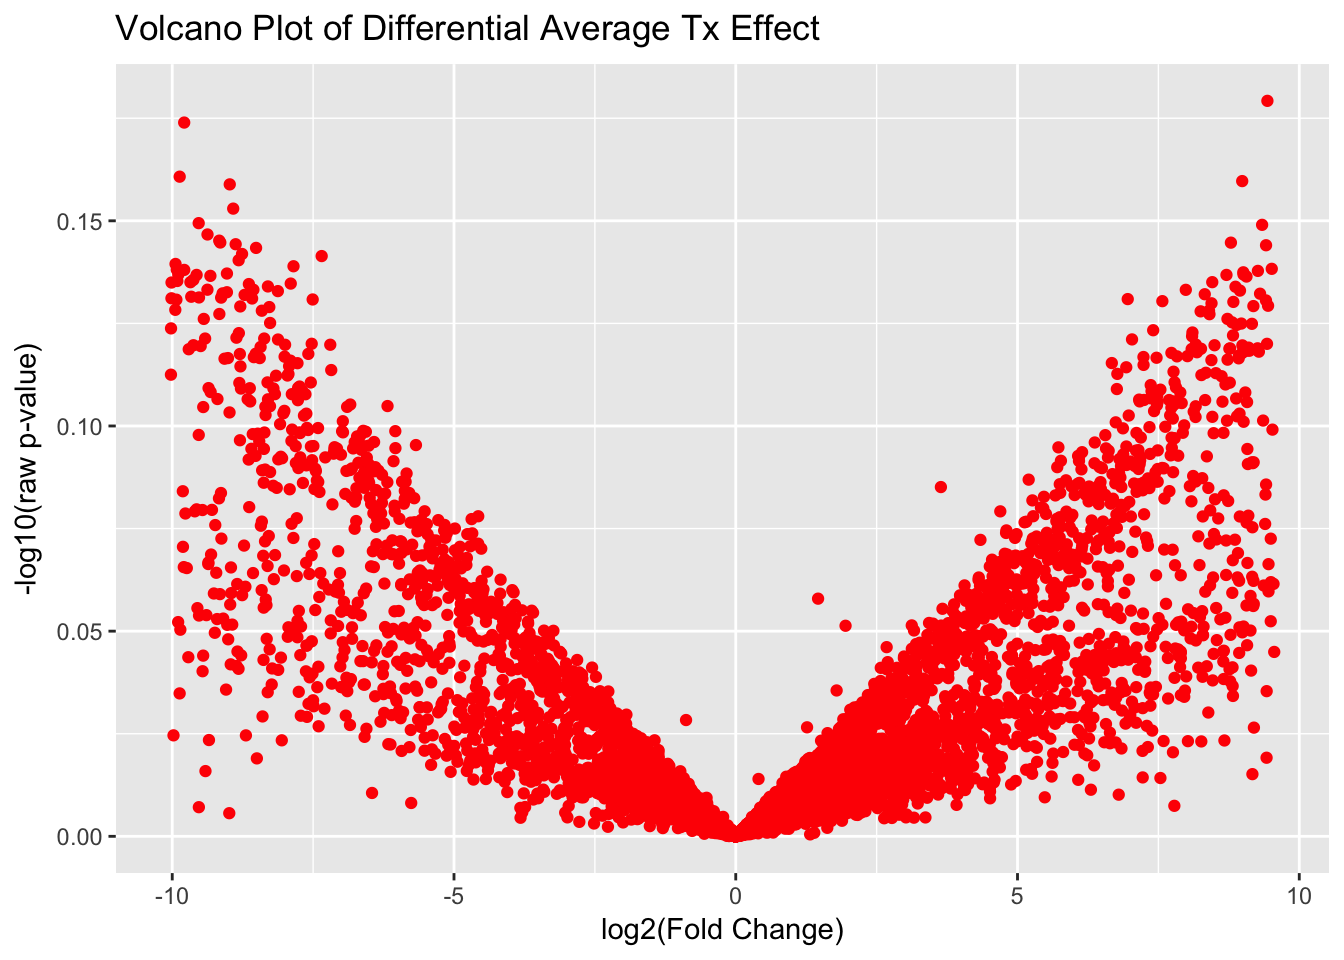 Volcano Plot of Differential Average Tx Effect
-log10(raw p-value)
0.15
0.10
0.05
0.00
-10 -5 0 5 10
log2(Fold Change)